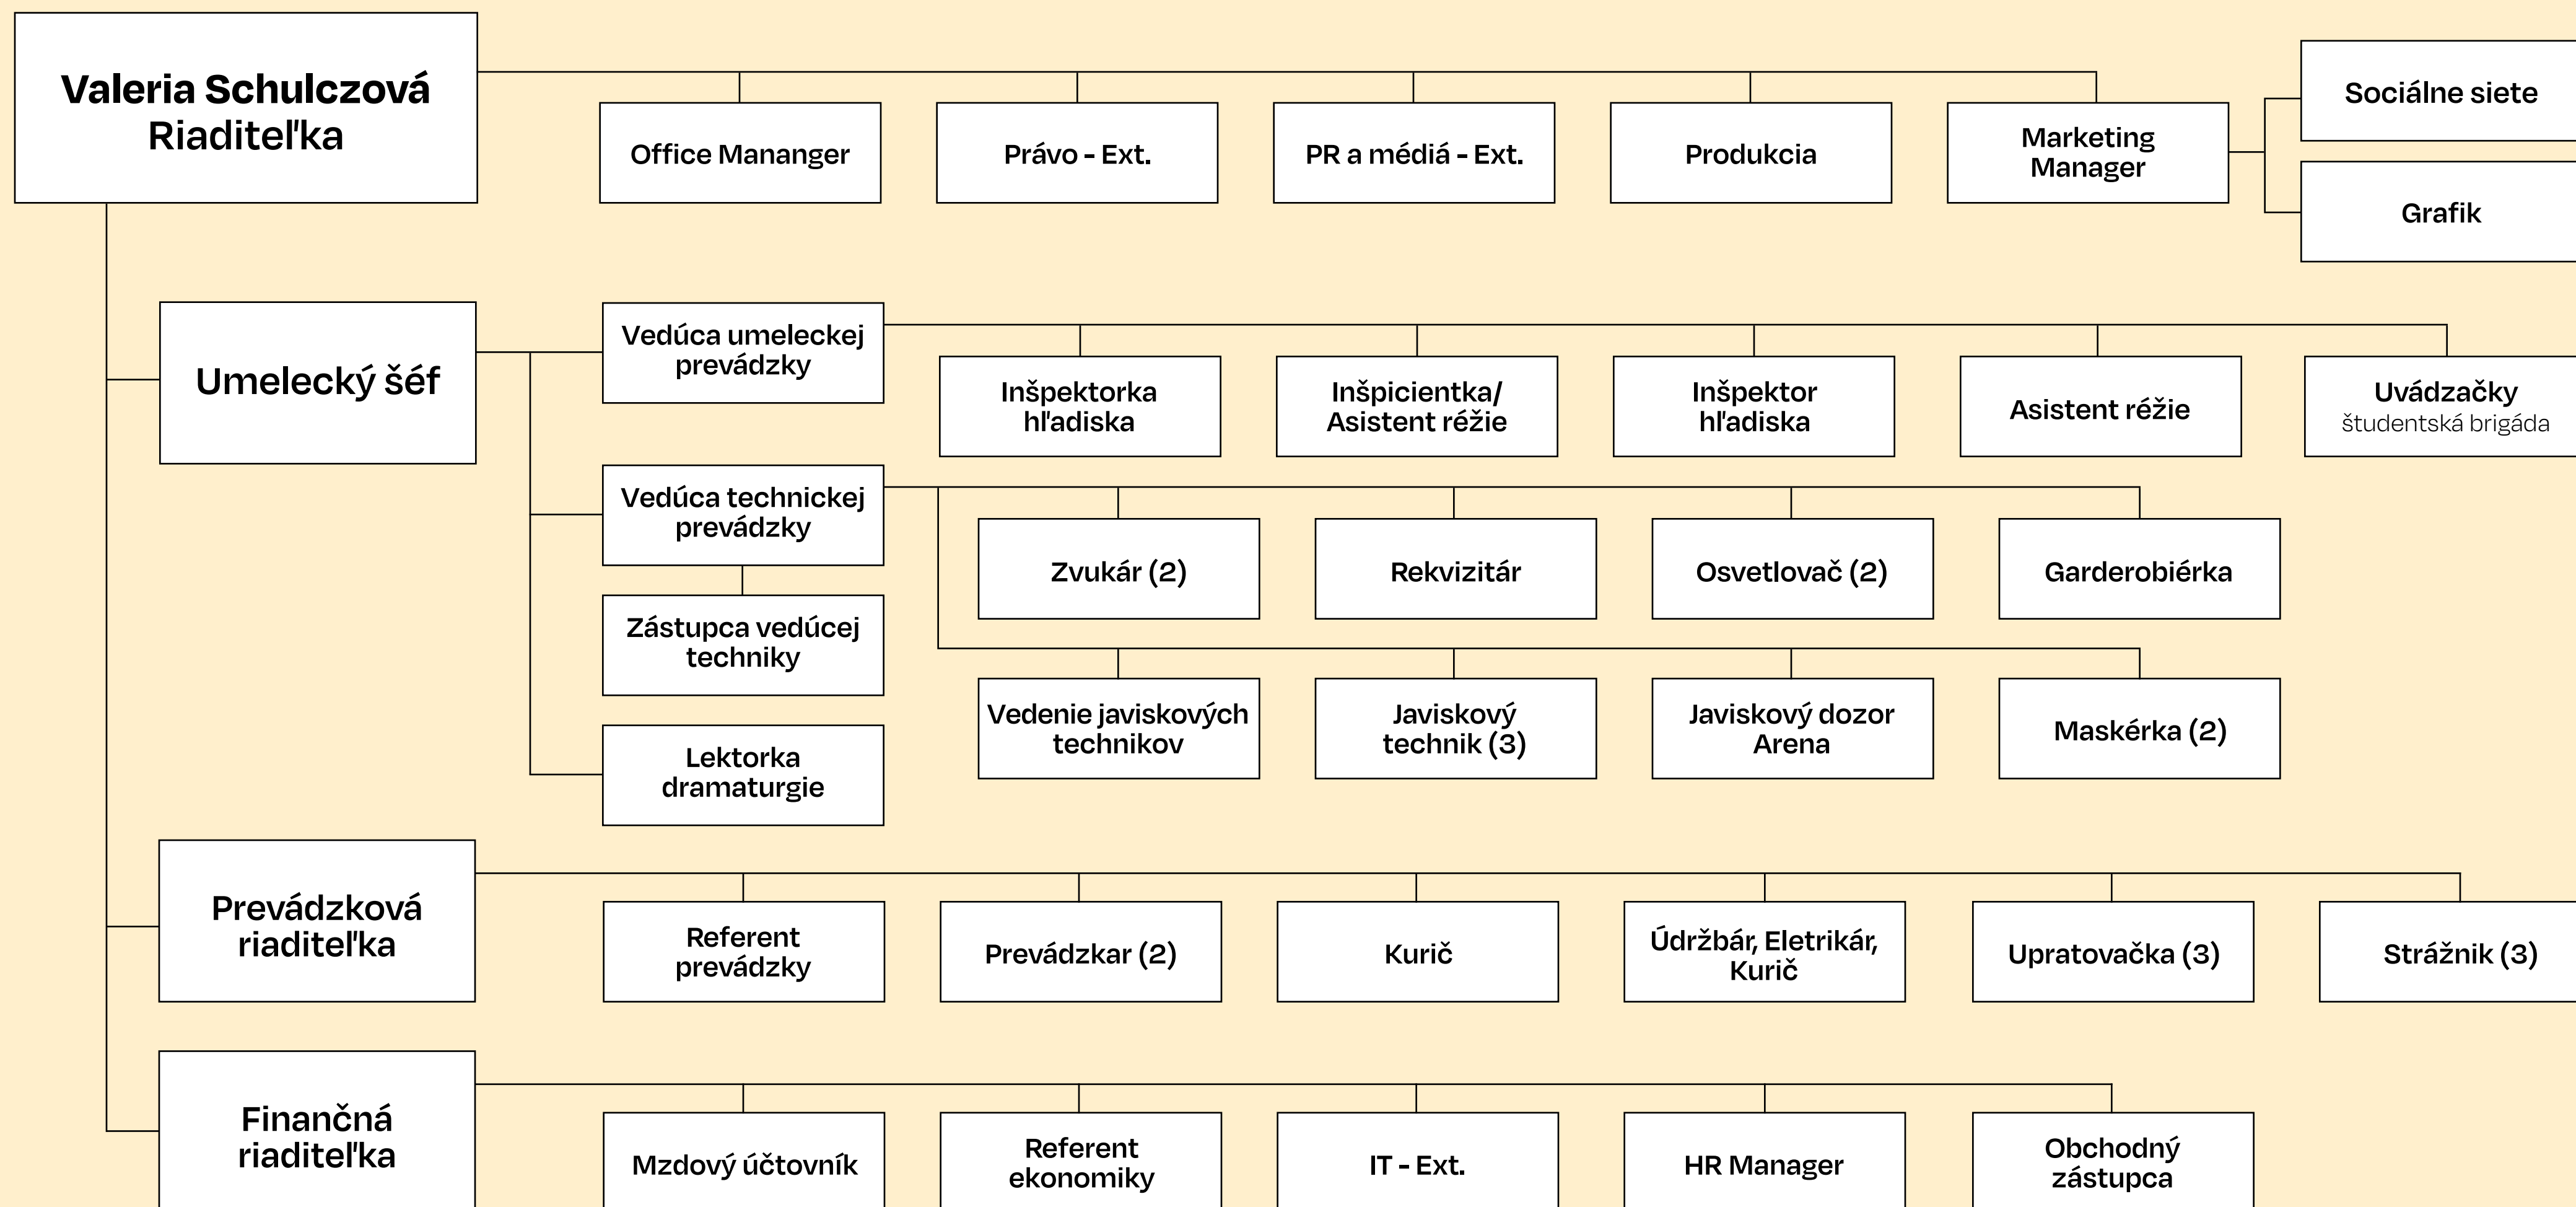 Valeria Schulczová
Riaditeľka
Office Mananger
Právo - Ext.
PR a médiá - Ext.
Produkcia
Marketing
Manager
Sociálne siete
Grafik
Umelecký šéf
Vedúca umeleckej
prevádzky
Inšpektorka
hľadiska
Inšpicientka/
Asistent réžie
Inšpektor
hľadiska
Asistent réžie
Uvádzačky
študentská brigáda
Vedúca technickej
prevádzky
Zvukár (2)
Rekvizitár
Osvetlovač (2)
Garderobiérka
Zástupca vedúcej
techniky
Vedenie javiskových
technikov
Javiskový
technik (3)
Javiskový dozor
Arena
Maskérka (2)
Lektorka
dramaturgie
Prevádzková
riaditeľka
Referent
prevádzky
Prevádzkar (2)
Kurič
Údržbár, Eletrikár,
Kurič
Upratovačka (3)
Strážnik (3)
Finančná
riaditeľka
Mzdový účtovník
Referent
ekonomiky
IT - Ext.
HR Manager
Obchodný
zástupca